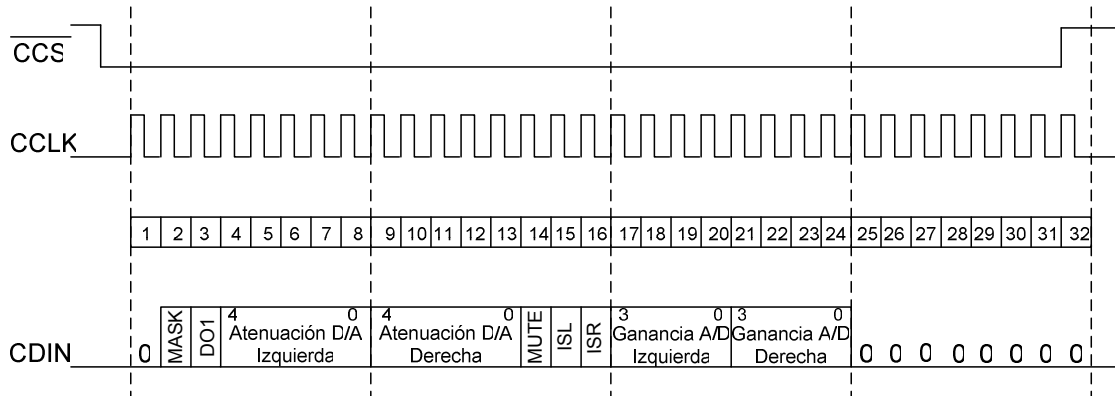 CCS
CCLK
1 2 3 4 5 6 7 8 9 10 11 12 13 14 15 16 17 18 19 20 21 22 23 24 25 26 27 28 29 30 31 32
CDIN
0
MASK
DO1
4 0
Atenuación D/A
Izquierda
4 0
Atenuación D/A
Derecha
MUTE
ISL
ISR
3 0
Ganancia A/D
Izquierda
3 0
Ganancia A/D
Derecha
0 0 0 0 0 0 0 0